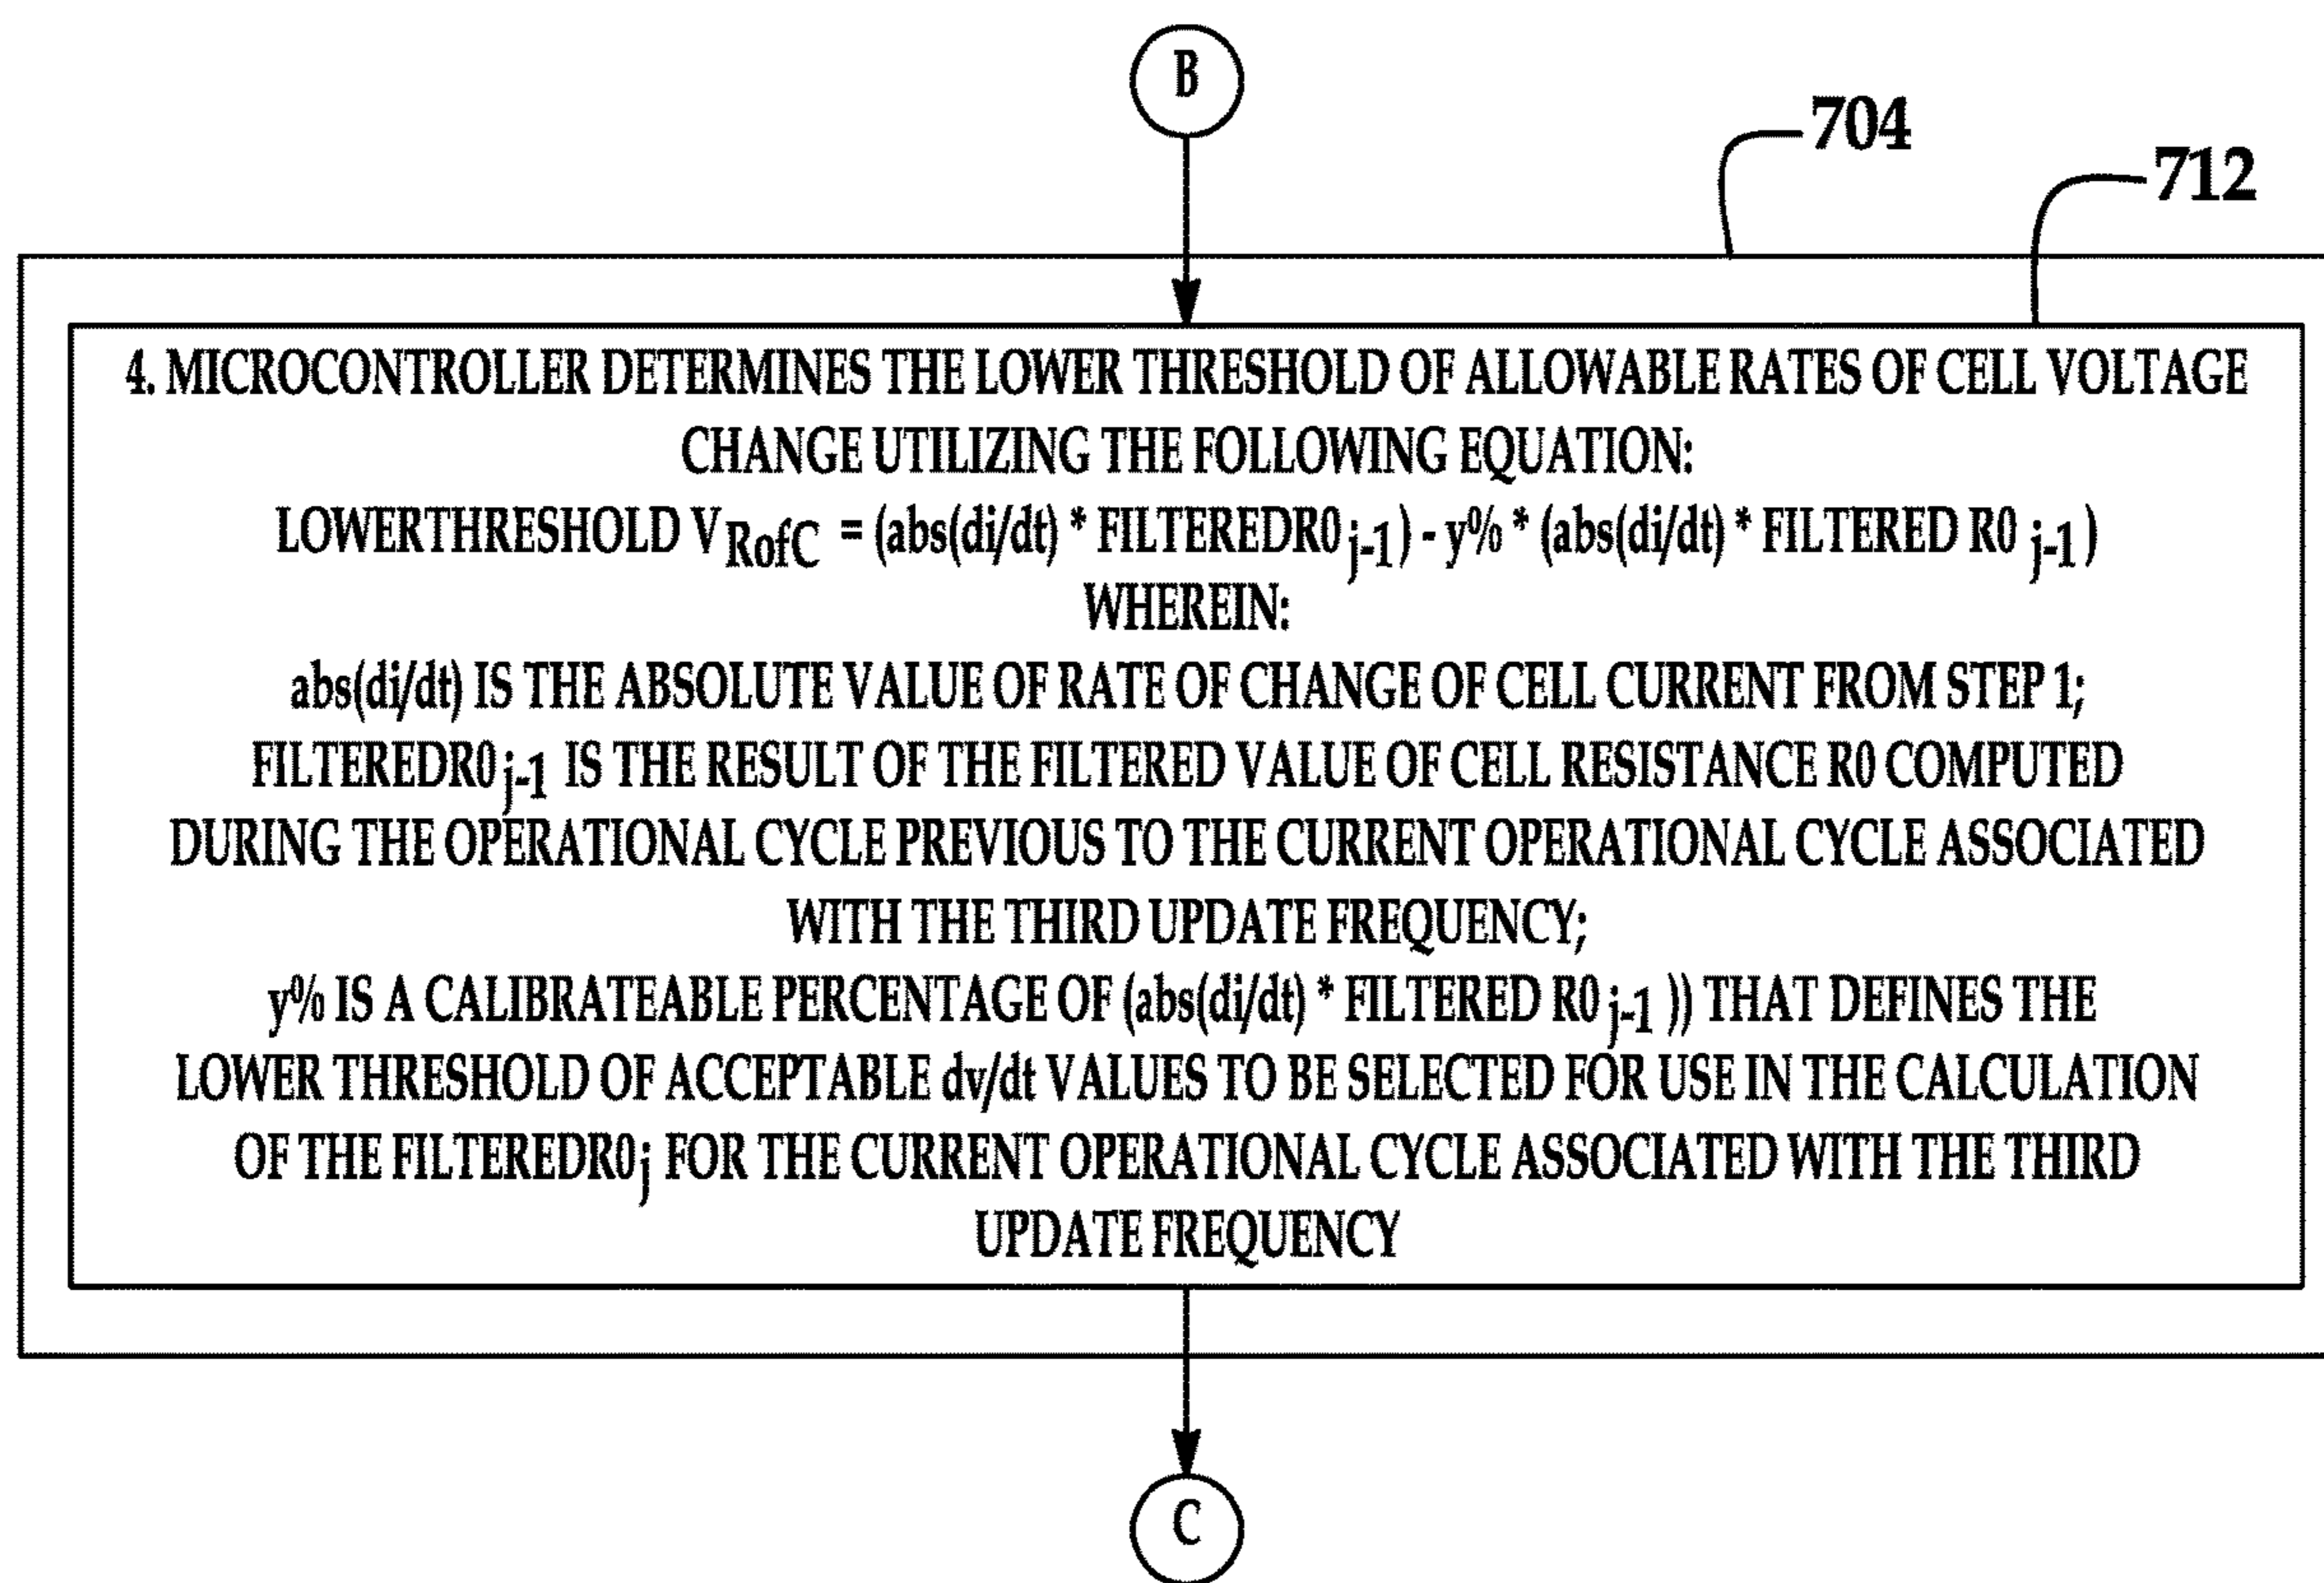 B
704
712
4. MICROCONTROLLER DETERMINES THE LOWER THRESHOLD OF ALLOWABLE RATES OF CELL VOLTAGE
CHANGE UTILIZING THE FOLLOWING EQUATION:
LOWERTHRESHOLD V RofC = (abs(di/dt) * FILTEREDR0 j-1) - y% * (abs(di/dt) * FILTERED R0 j-1)
WHEREIN:
abs(di/dt) IS THE ABSOLUTE VALUE OF RATE OF CHANGE OF CELL CURRENT FROM STEP 1;
FILTEREDR0 j-1 IS THE RESULT OF THE FILTERED VALUE OF CELL RESISTANCE R0 COMPUTED
DURING THE OPERATIONAL CYCLE PREVIOUS TO THE CURRENT OPERATIONAL CYCLE ASSOCIATED
WITH THE THIRD UPDATE FREQUENCY;
y% IS A CALIBRATEABLE PERCENTAGE OF (abs(di/dt) * FILTERED R0 j-1 )) THAT DEFINES THE
LOWER THRESHOLD OF ACCEPTABLE dv/dt VALUES TO BE SELECTED FOR USE IN THE CALCULATION
OF THE FILTEREDR0 j FOR THE CURRENT OPERATIONAL CYCLE ASSOCIATED WITH THE THIRD
UPDATE FREQUENCY
C